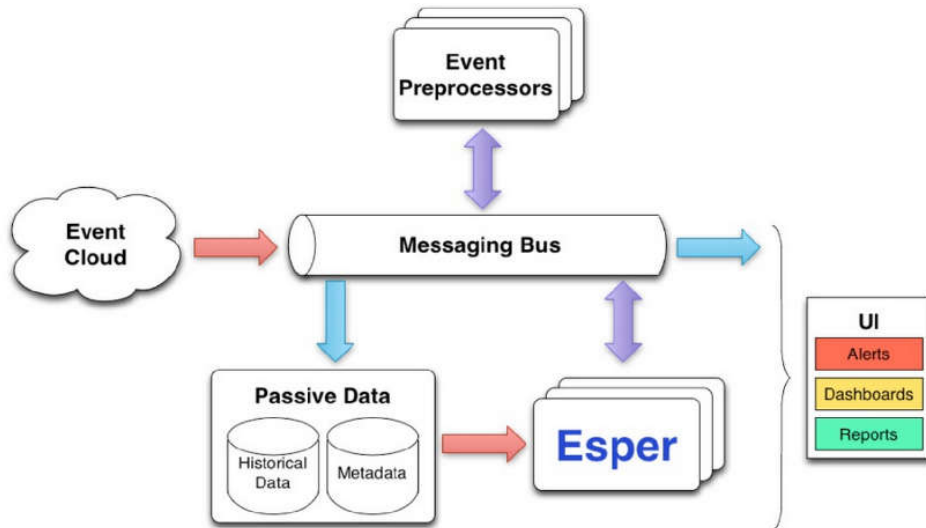 Event
Preprocessors
Event
Cloud
Messaging Bus
UI
Alerts
Dashboards
Reports
Passive Data
Historical
Data
Metadata
Esper